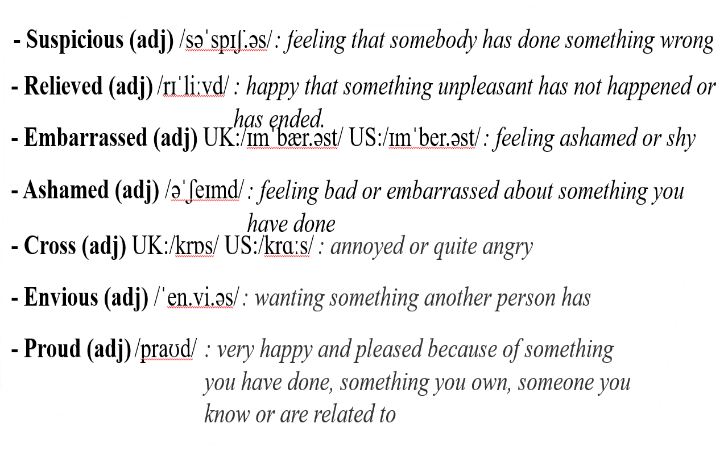 - Suspicious (adj) /səˈspɪʃ.əs/ : feeling that somebody has done something wrong
- Relieved (adj) /rɪˈliːvd/ : happy that something unpleasant has not happened or
has ended.
- Embarrassed (adj) UK:/ɪmˈbær.əst/ US:/ɪmˈber.əst/ : feeling ashamed or shy
- Ashamed (adj) /əˈʃeɪmd/ : feeling bad or embarrassed about something you
have done
- Cross (adj) UK:/krɒs/ US:/krɑːs/ : annoyed or quite angry
- Envious (adj) /ˈen.vi.əs/ : wanting something another person has
- Proud (adj) /praʊd/ : very happy and pleased because of something
you have done, something you own, someone you
know or are related to